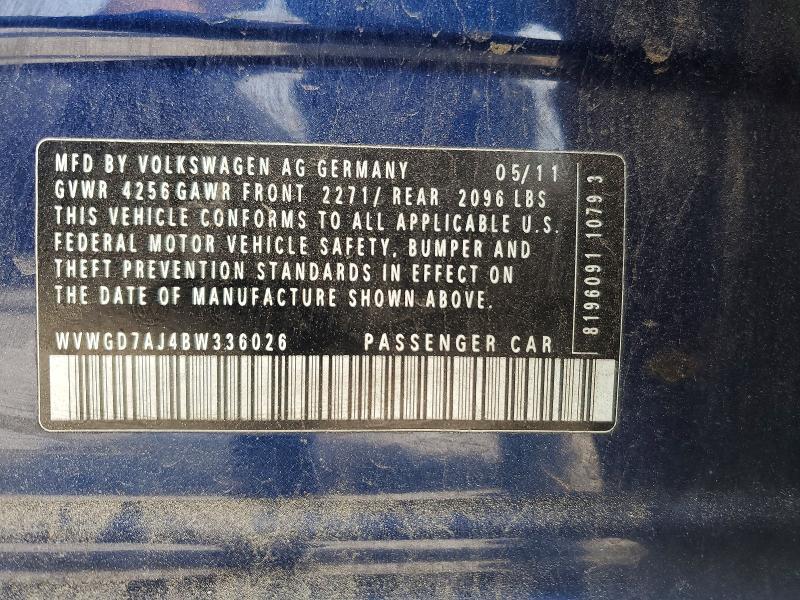 MFD BY VOLKSWAGEN AG GERMANY 05/11
GVWR 4256 GAWR FRONT 2271/ REAR 2096 LBS
THIS VEHICLE CONFORMS TO ALL APPLICABLE U.S.
FEDERAL MOTOR VEHICLE SAFETY, BUMPER AND
THEFT PREVENTION STANDARDS IN EFFECT ON
THE DATE OF MANUFACTURE SHOWN ABOVE.
WVWGD7AJ4BW336026 PASSENGER CAR
8196091 1079 3